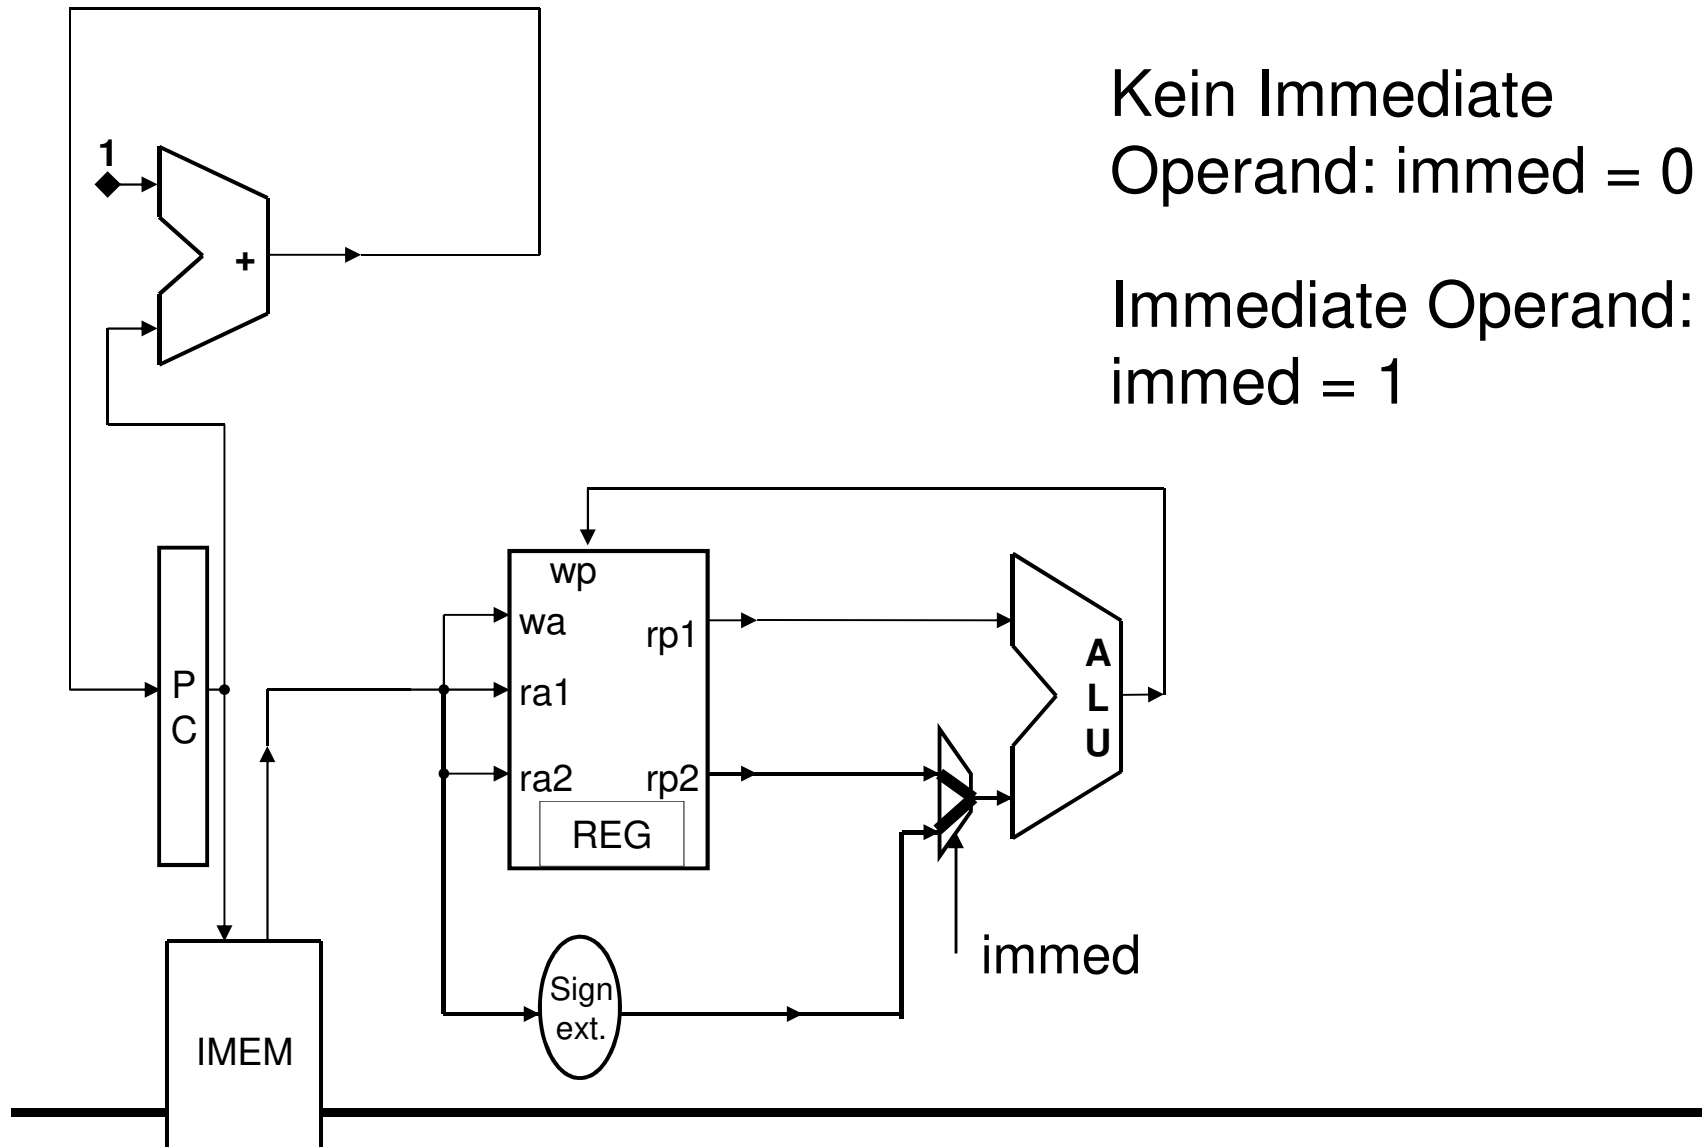 Kein Immediate
Operand: immed = 0
Immediate Operand:
immed = 1
1
+
P
C
wp
wa
rp1
ra1
ra2
rp2
REG
A
L
U
immed
Sign
ext.
IMEM